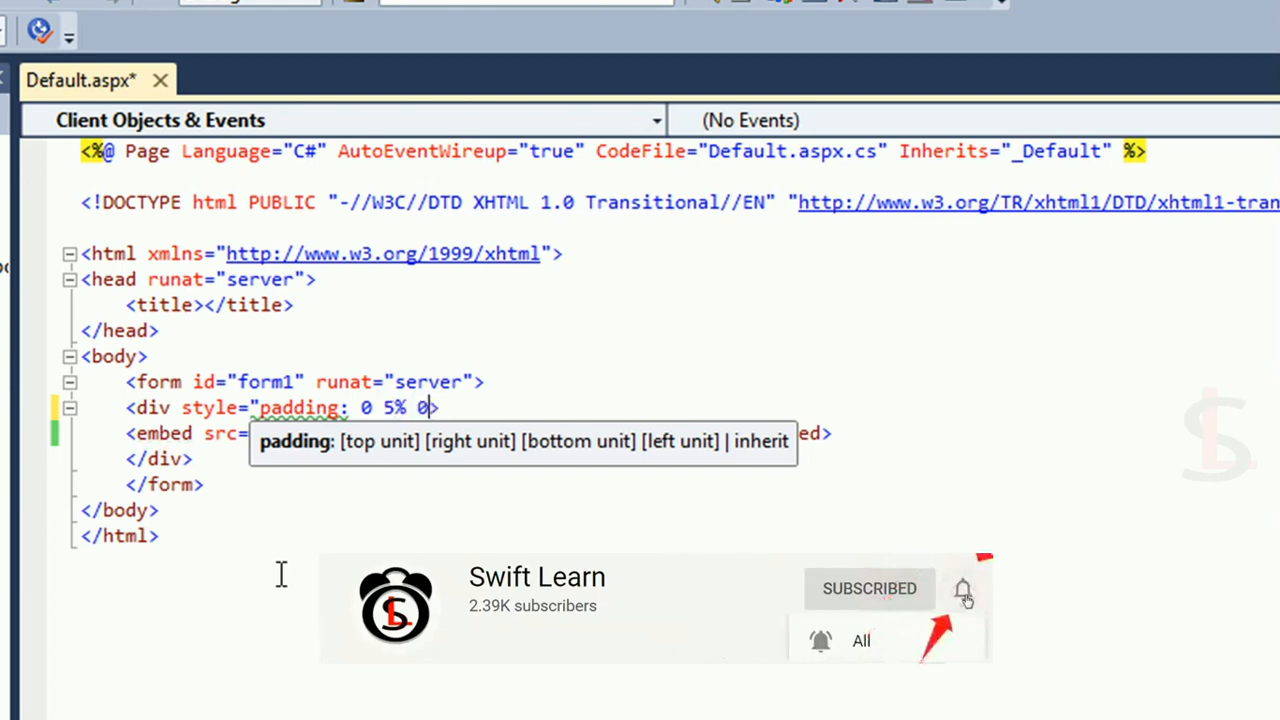 Default.aspx*
Client Objects & Events
(No Events)
<%@ Page Language="C#" AutoEventWireup="true" CodeFile="Default.aspx.cs" Inherits="_Default" %>
<!DOCTYPE html PUBLIC "-//W3C//DTD XHTML 1.0 Transitional//EN" "http://www.w3.org/TR/xhtml1/DTD/xhtml1-tran
<html xmlns="http://www.w3.org/1999/xhtml">
<head runat="server">
<title></title>
</head>
<body>
<form id="form1" runat="server">
<div style="padding: 0 5% 0>
<embed src= ed>
padding: [top unit] [right unit] [bottom unit] [left unit] | inherit
</div>
</form>
</body>
</html>
Swift Learn
2.39K subscribers
SUBSCRIBED
All